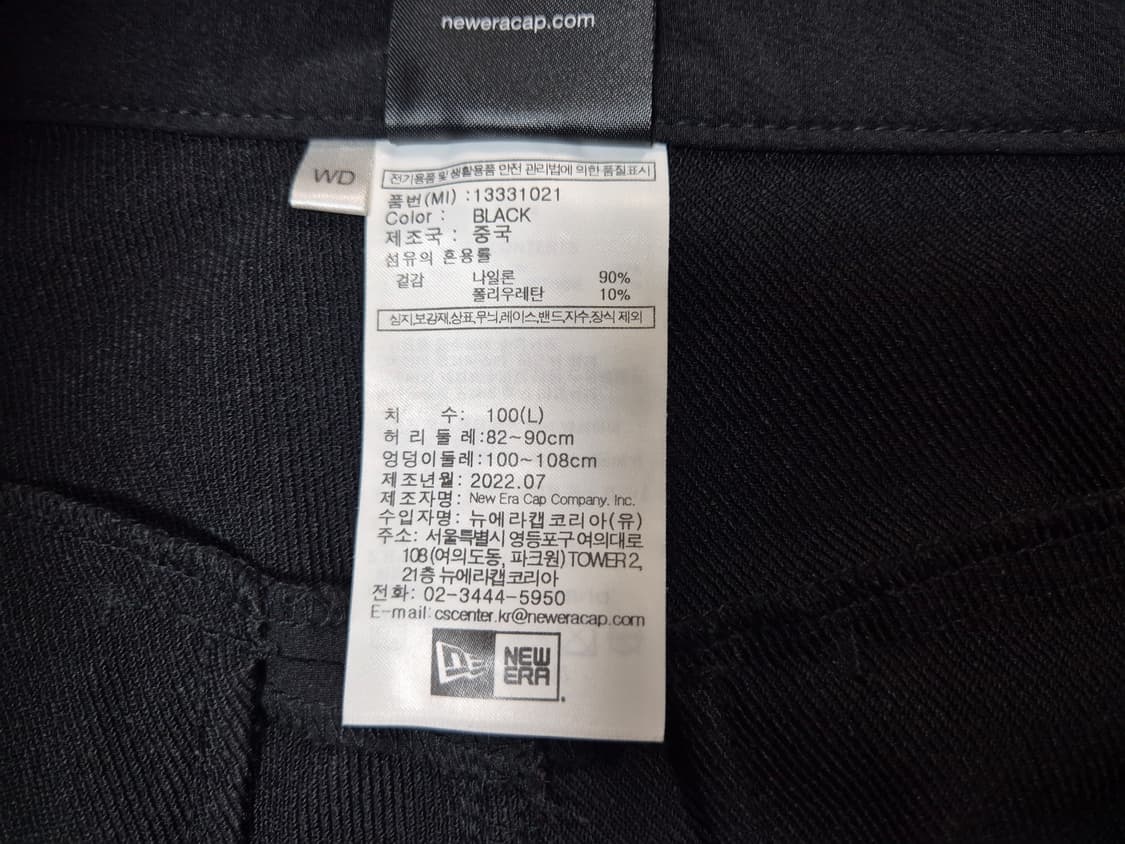 neweracap.com
WD
전기용품 및 생활용품 안전 관리법에 의한 품질표시
품번(MI) :13331021
Color : BLACK
제조국 : 중국
섬유의 혼용률
겉감 나일론 90%
폴리우레탄 10%
심지,보강재,상표,무늬,레이스,밴드,자수,장식 제외
치 수: 100(L)
허 리 둘 레:82~90cm
엉덩이둘레:100~108cm
제조년월: 2022.07
제조자명: New Era Cap Company. Inc.
수입자명: 뉴에라캡코리아(유)
주소: 서울특별시 영등포구 여의대로
108 (여의도동, 파크원) TOWER 2,
21층 뉴에라캡코리아
전화: 02-3444-5950
E-mail: cscenter.kr@neweracap.com
NE NEW
ERA